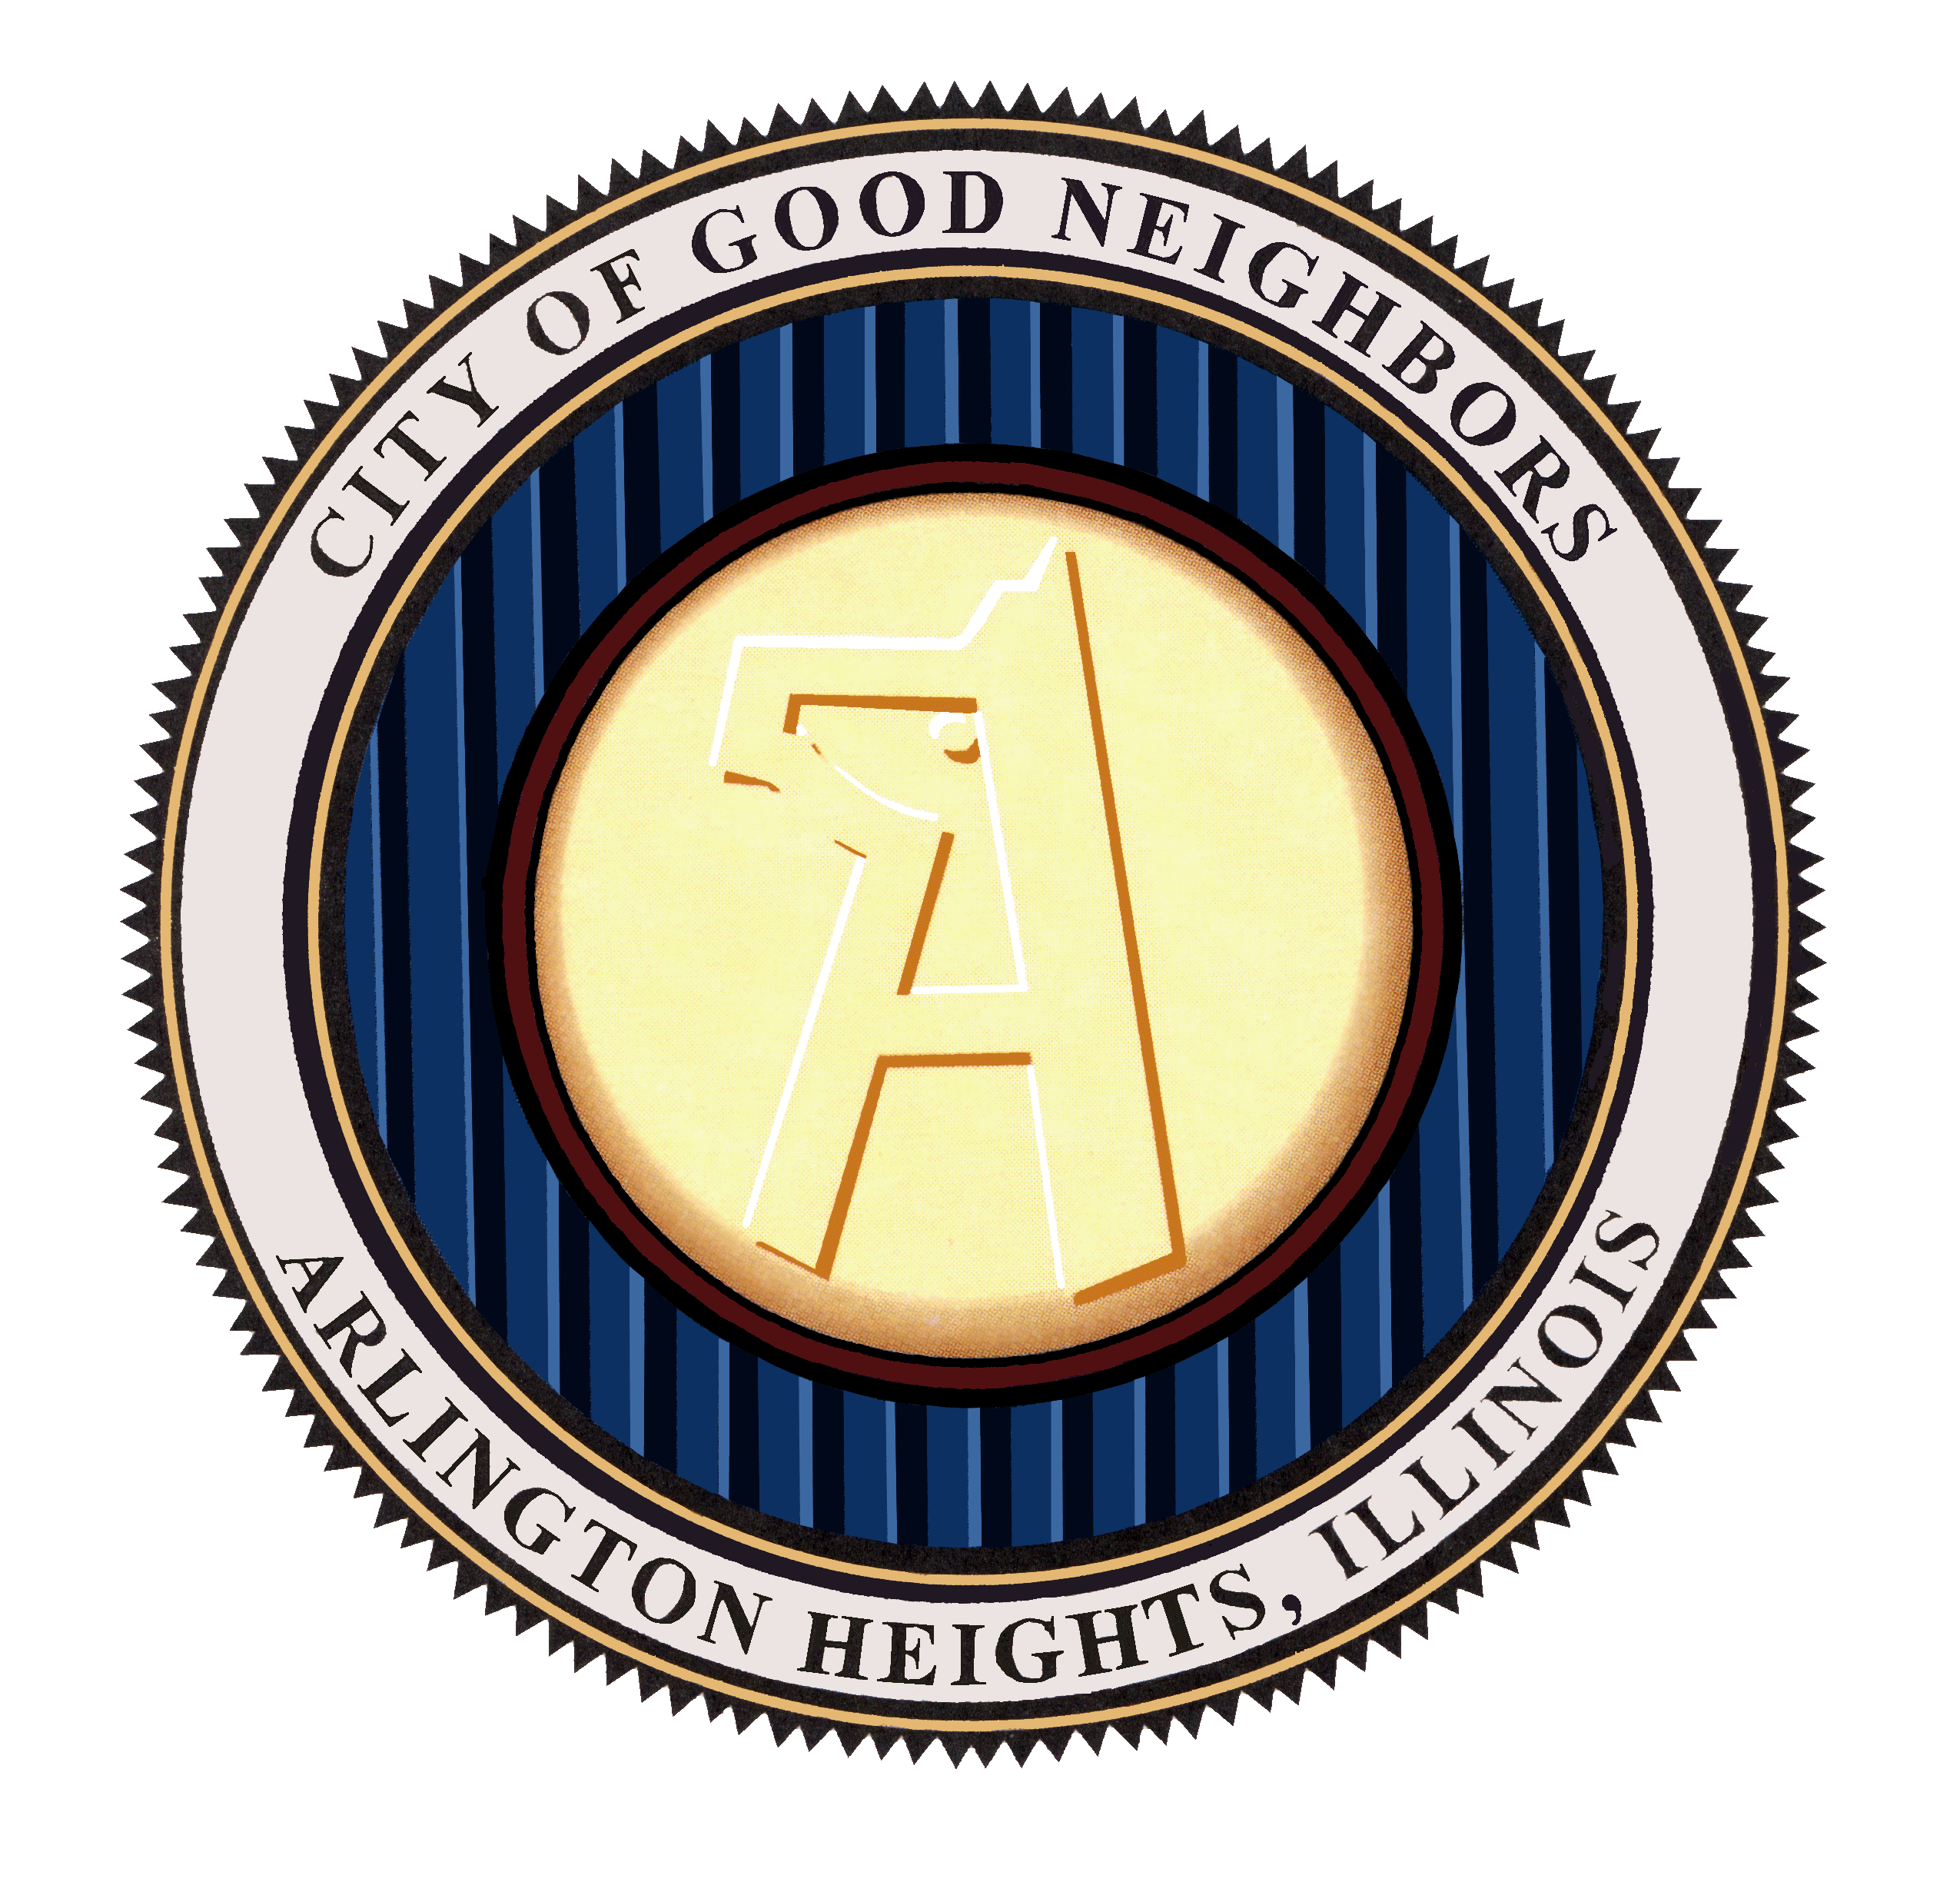 CITY OF GOOD NEIGHBORS
A
ARLINGTON HEIGHTS, ILLINOIS